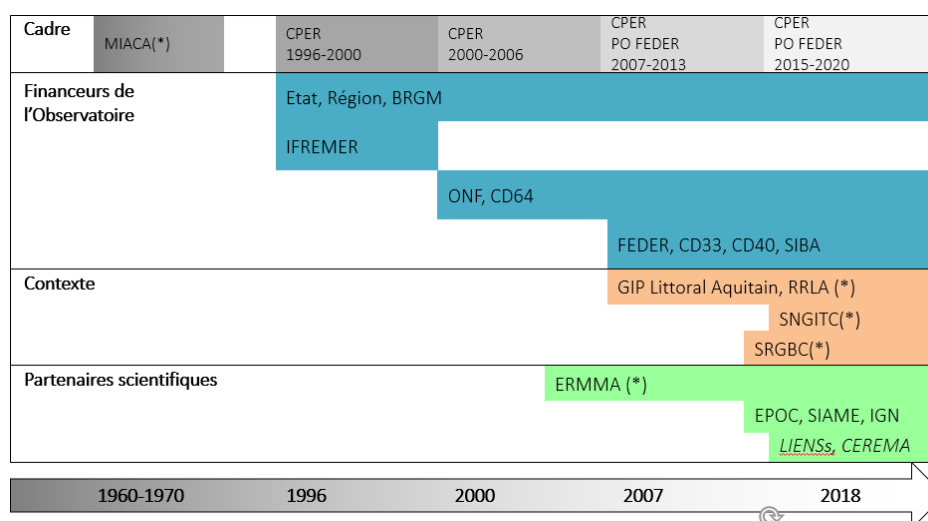 Cadre
MIACA(*)
CPER
1996-2000
CPER
2000-2006
CPER
PO FEDER
2007-2013
CPER
PO FEDER
2015-2020
Financeurs de
l'Observatoire
Etat, Région, BRGM
IFREMER
ONF, CD64
FEDER, CD33, CD40, SIBA
Contexte
GIP Littoral Aquitain, RRLA (*)
SNGITC(*)
SRGBC(*)
Partenaires scientifiques
ERMMA (*)
EPOC, SIAME, IGN
LIENSs, CEREMA
1960-1970
1996
2000
2007
2018